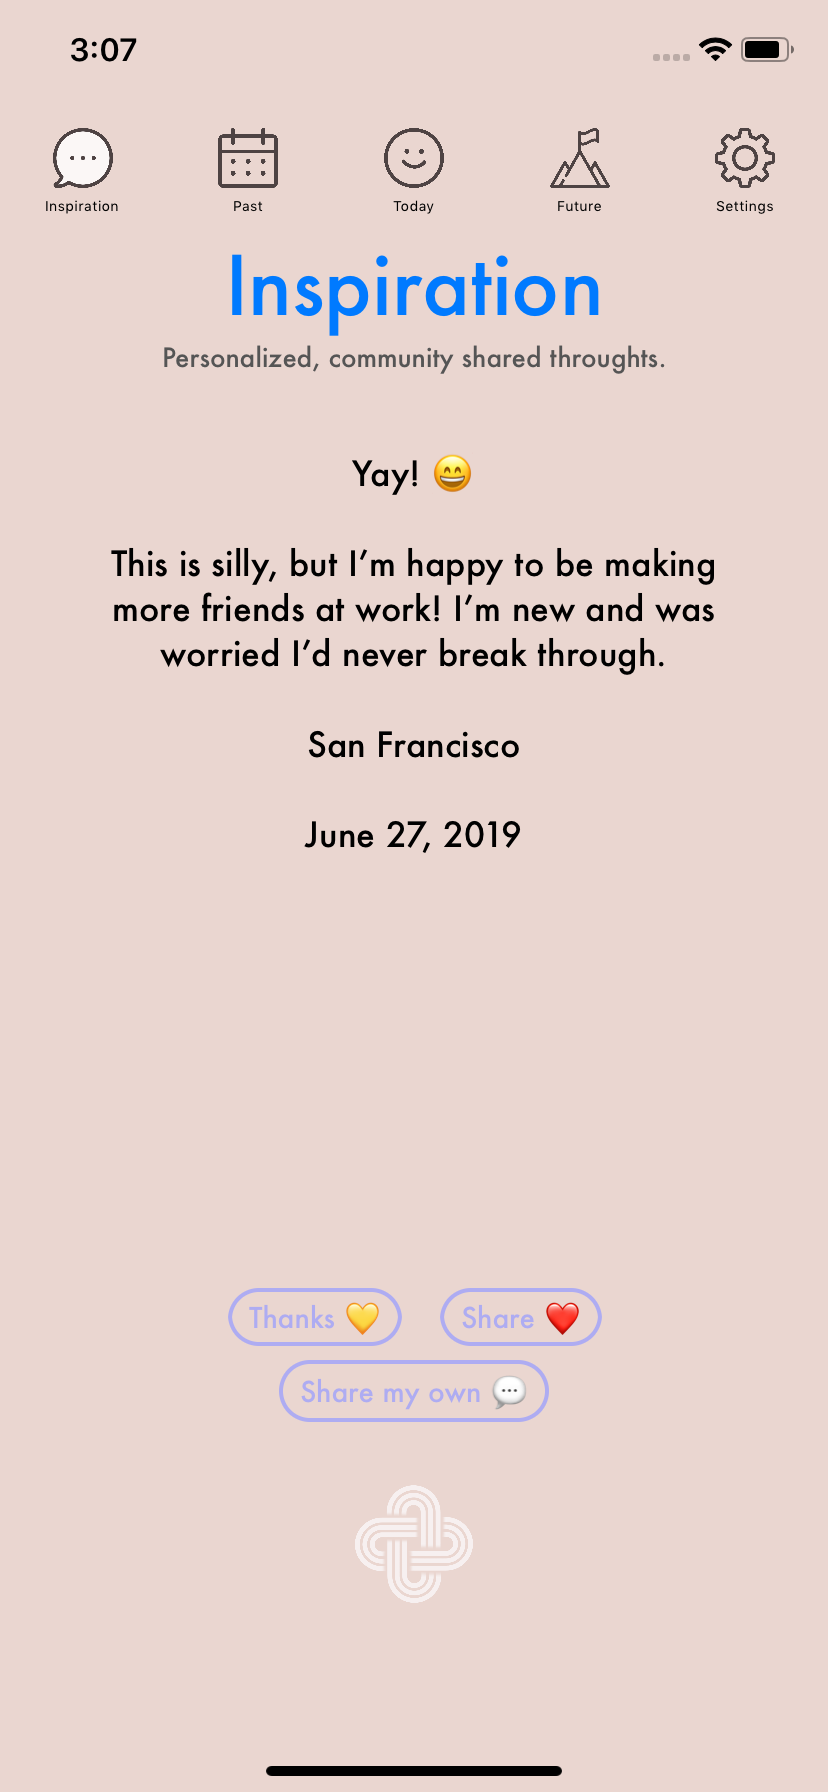 3:07
Inspiration Past Today Future Settings
Inspiration
Personalized, community shared throughts.
Yay! 😄
This is silly, but I’m happy to be making
more friends at work! I’m new and was
worried I’d never break through.
San Francisco
June 27, 2019
Thanks 💛 Share ❤️
Share my own 💬